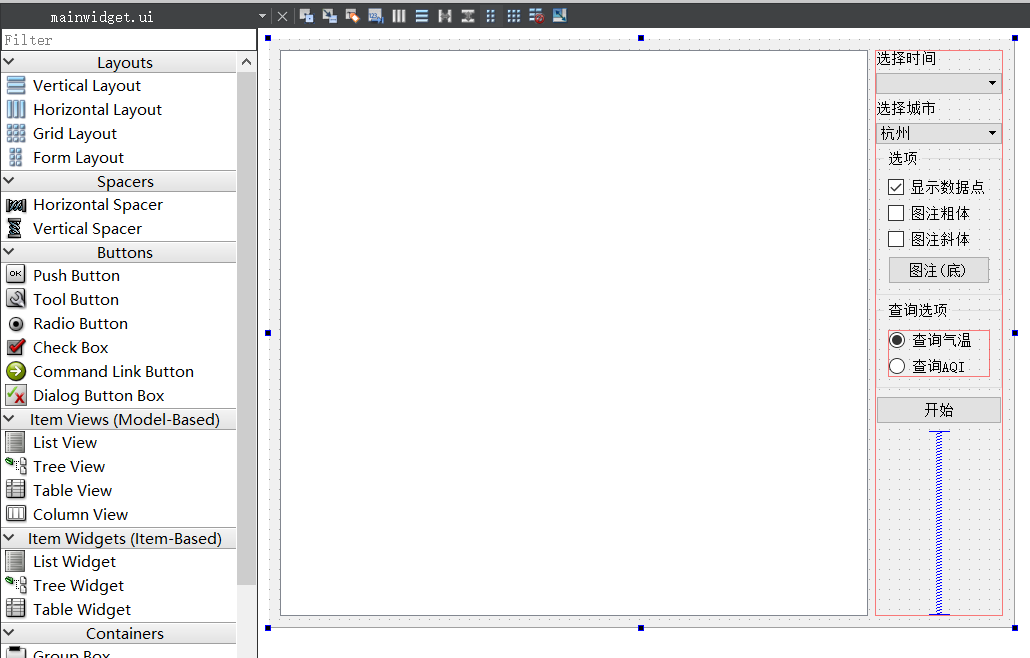 mainwidget.ui
Filter
Layouts
Vertical Layout
Horizontal Layout
Grid Layout
Form Layout
Spacers
Horizontal Spacer
Vertical Spacer
Buttons
OK
Push Button
Tool Button
Radio Button
Check Box
Command Link Button
Dialog Button Box
Item Views (Model-Based)
List View
Tree View
Table View
Column View
Item Widgets (Item-Based)
List Widget
Tree Widget
Table Widget
Containers
Group Box
选择时间
选择城市
杭州
选项
显示数据点
图注粗体
图注斜体
图注(底)
查询选项
查询气温
查询AQI
开始